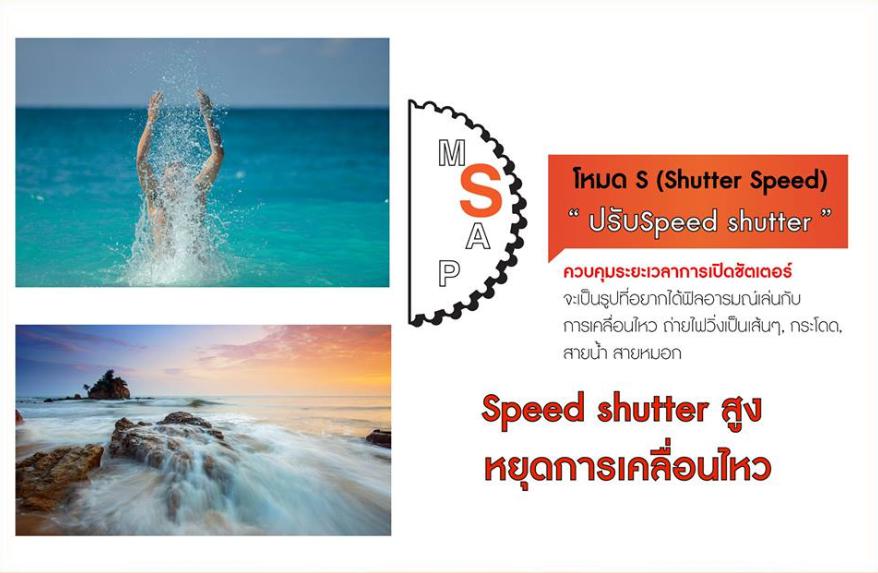 M
S
A
P
โหมด S (Shutter Speed)
“ ปรับSpeed shutter ”
ควบคุมระยะเวลาการเปิดชัตเตอร์
จะเป็นรูปที่อยากได้ฟิลอารมณ์เล่นกับ
การเคลื่อนไหว ถ่ายไฟวิ่งเป็นเส้นๆ, กระโดด,
สายน้ำ สายหมอก
Speed shutter สูง
หยุดการเคลื่อนไหว